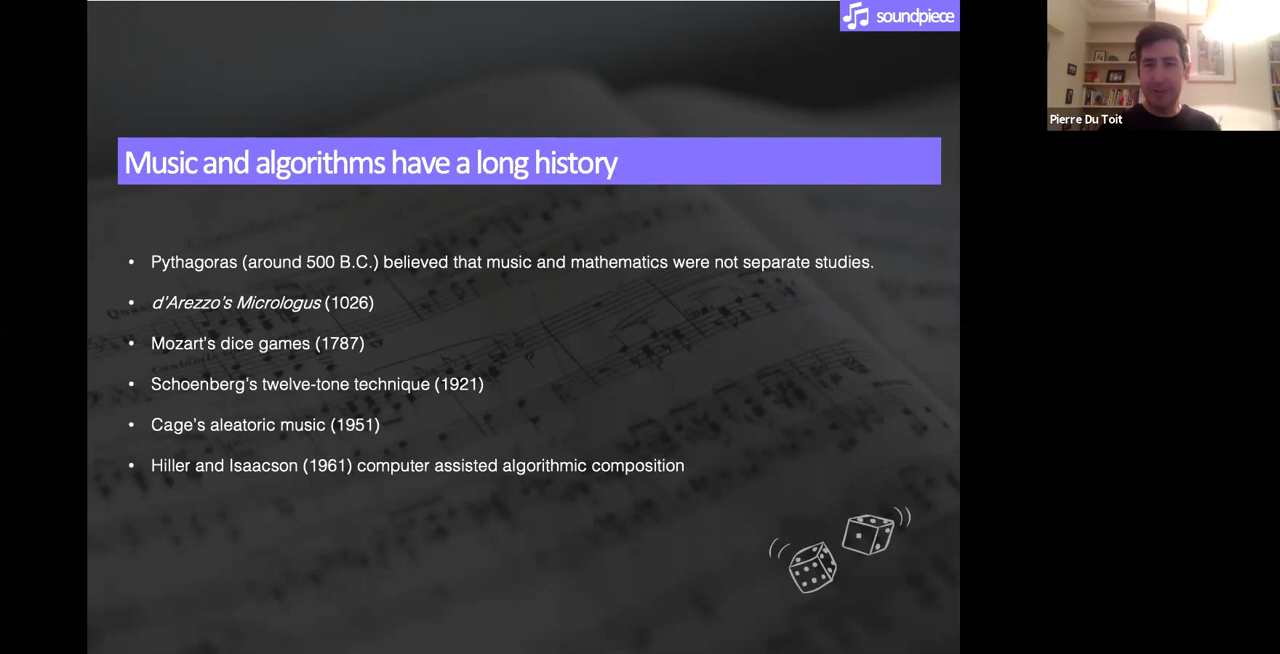 soundpiece
Pierre Du Toit
Music and algorithms have a long history
• Pythagoras (around 500 B.C.) believed that music and mathematics were not separate studies.
• d’Arezzo’s Micrologus (1026)
• Mozart’s dice games (1787)
• Schoenberg’s twelve-tone technique (1921)
• Cage’s aleatoric music (1951)
• Hiller and Isaacson (1961) computer assisted algorithmic composition